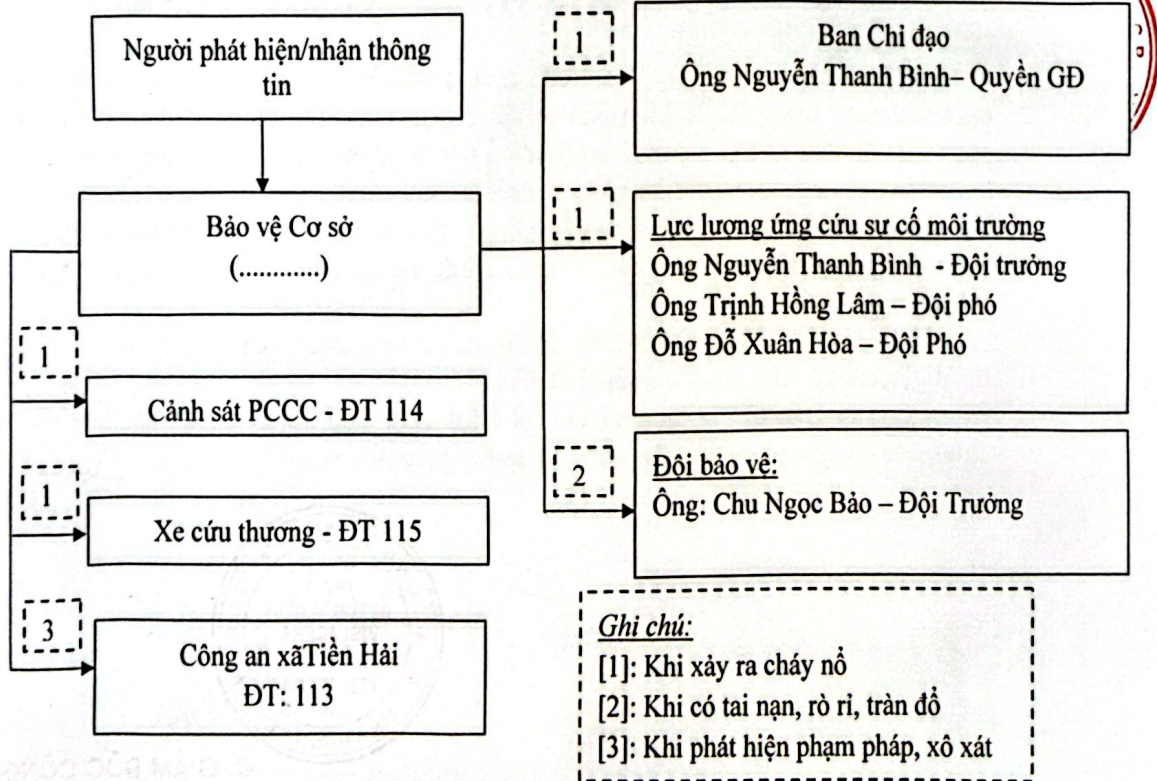 Người phát hiện/nhận thông
tin
Bảo vệ Cơ sở
(............)
1
Cảnh sát PCCC - ĐT 114
1
Xe cứu thương - ĐT 115
3
Công an xãTiền Hải
ĐT: 113
1
Ban Chỉ đạo
Ông Nguyễn Thanh Bình– Quyền GĐ
1
Lực lượng ứng cứu sự cố môi trường
Ông Nguyễn Thanh Bình - Đội trưởng
Ông Trịnh Hồng Lâm – Đội phó
Ông Đỗ Xuân Hòa – Đội Phó
2
Đội bảo vệ:
Ông: Chu Ngọc Bảo – Đội Trưởng
Ghi chú:
[1]: Khi xảy ra cháy nổ
[2]: Khi có tai nạn, rò rỉ, tràn đổ
[3]: Khi phát hiện phạm pháp, xô xát